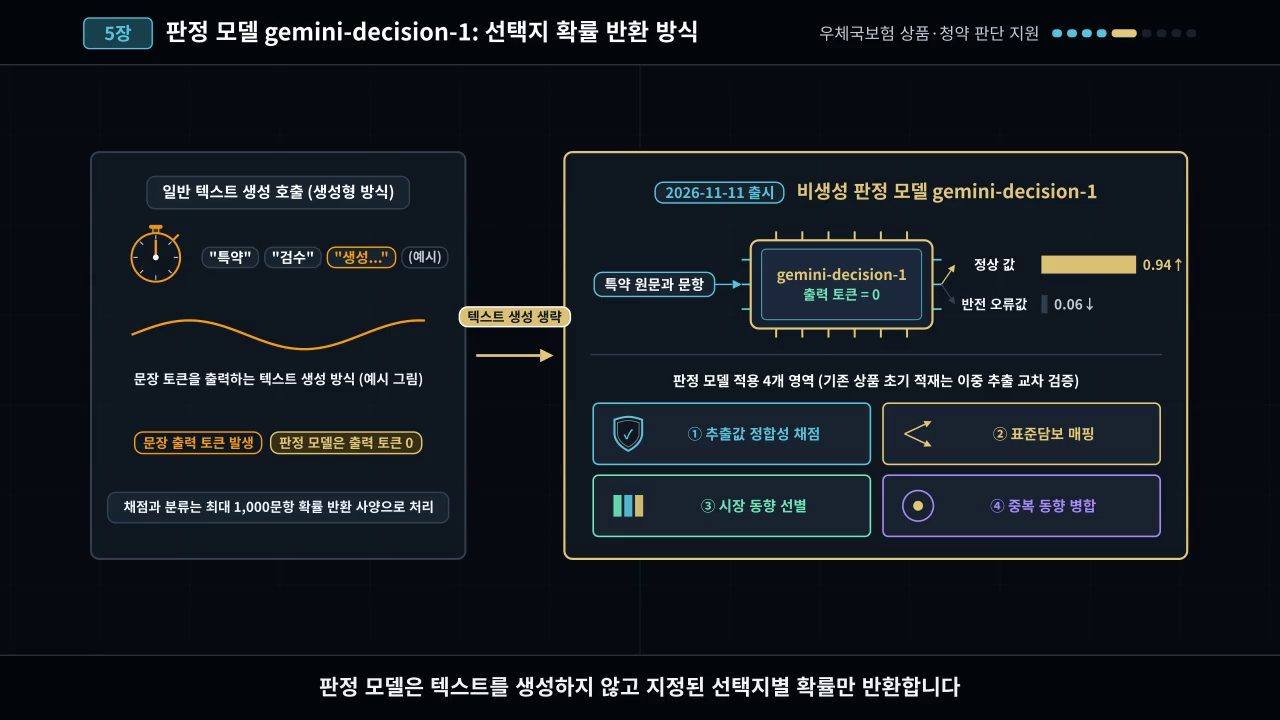 5장
판정 모델 gemini-decision-1: 선택지 확률 반환 방식
우체국보험 상품·청약 판단 지원
일반 텍스트 생성 호출 (생성형 방식)
"특약" "검수" "생성..." (예시)
문장 토큰을 출력하는 텍스트 생성 방식 (예시 그림)
문장 출력 토큰 발생
판정 모델은 출력 토큰 0
채점과 분류는 최대 1,000문항 확률 반환 사양으로 처리
텍스트 생성 생략
2026-11-11 출시
비생성 판정 모델 gemini-decision-1
특약 원문과 문항
gemini-decision-1
출력 토큰 = 0
정상 값 0.94↑
반전 오류값 0.06↓
판정 모델 적용 4개 영역 (기존 상품 초기 적재는 이중 추출 교차 검증)
① 추출값 정합성 채점
② 표준담보 매핑
③ 시장 동향 선별
④ 중복 동향 병합
판정 모델은 텍스트를 생성하지 않고 지정된 선택지별 확률만 반환합니다